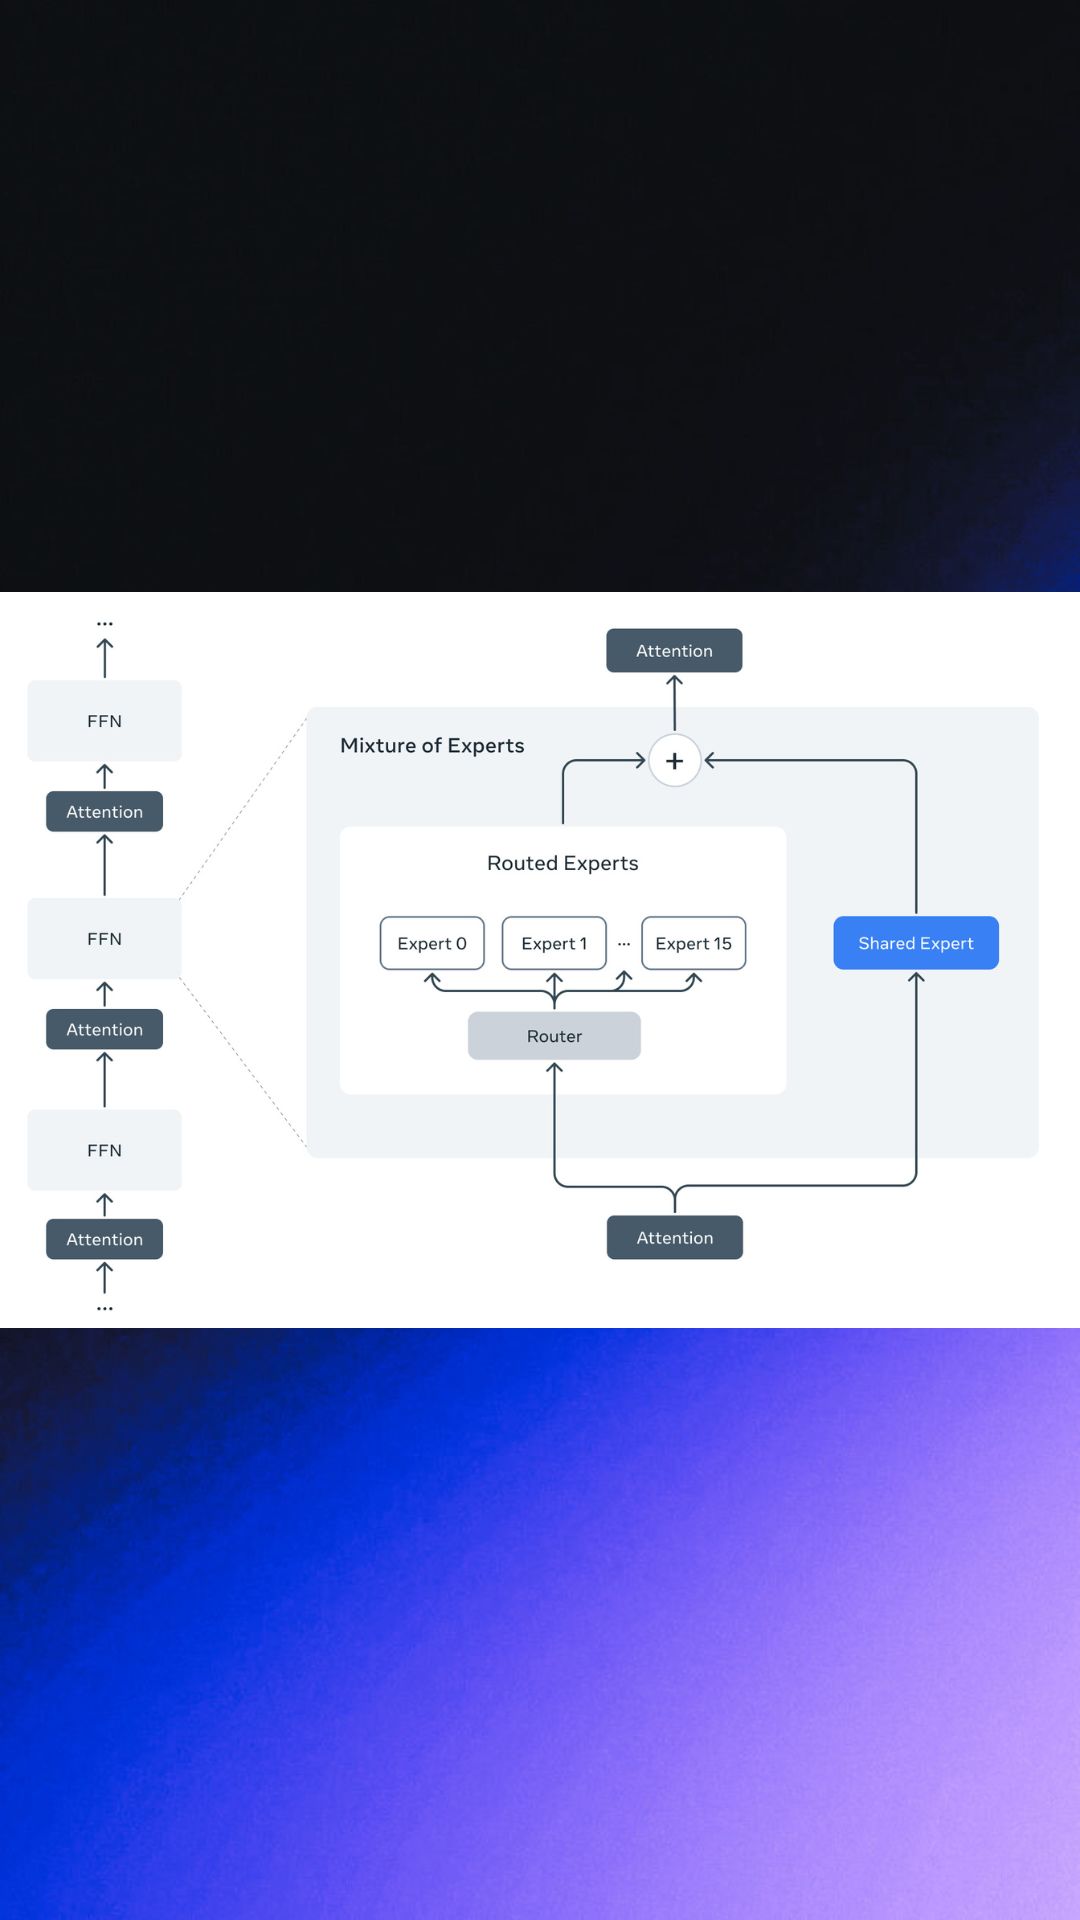 ...
FFN
Attention
FFN
Attention
FFN
Attention
...
Attention
Mixture of Experts
+
Routed Experts
Expert 0
Expert 1
...
Expert 15
Shared Expert
Router
Attention